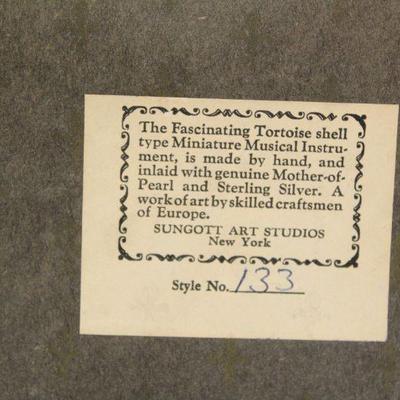 The Fascinating Tortoise shell
type Miniature Musical Instru-
ment, is made by hand, and
inlaid with genuine Mother-of-
Pearl and Sterling Silver. A
work of art by skilled craftsmen
of Europe.
SUNGOTT ART STUDIOS
New York
Style No. 133